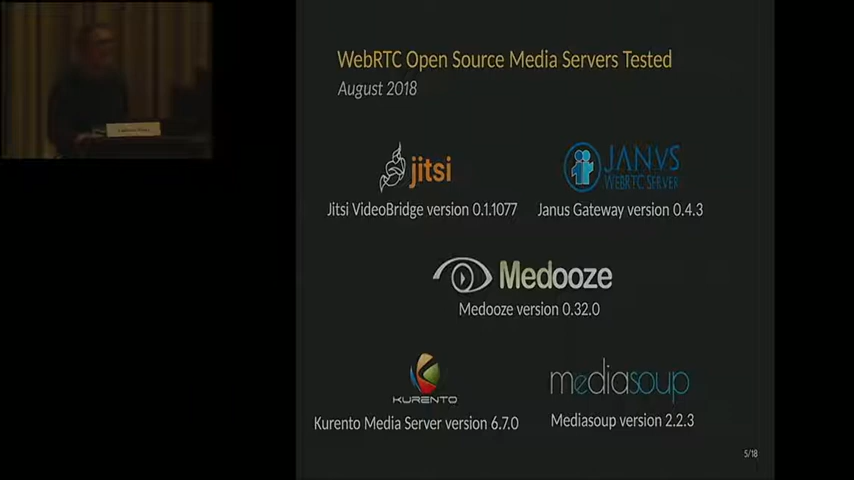 WebRTC Open Source Media Servers Tested
August 2018
jitsi
JANVS
WEBRTC SERVER
Jitsi VideoBridge version 0.1.1077
Janus Gateway version 0.4.3
Medooze
Medooze version 0.32.0
KURENTO
mediasoup
Kurento Media Server version 6.7.0
Mediasoup version 2.2.3
5/18